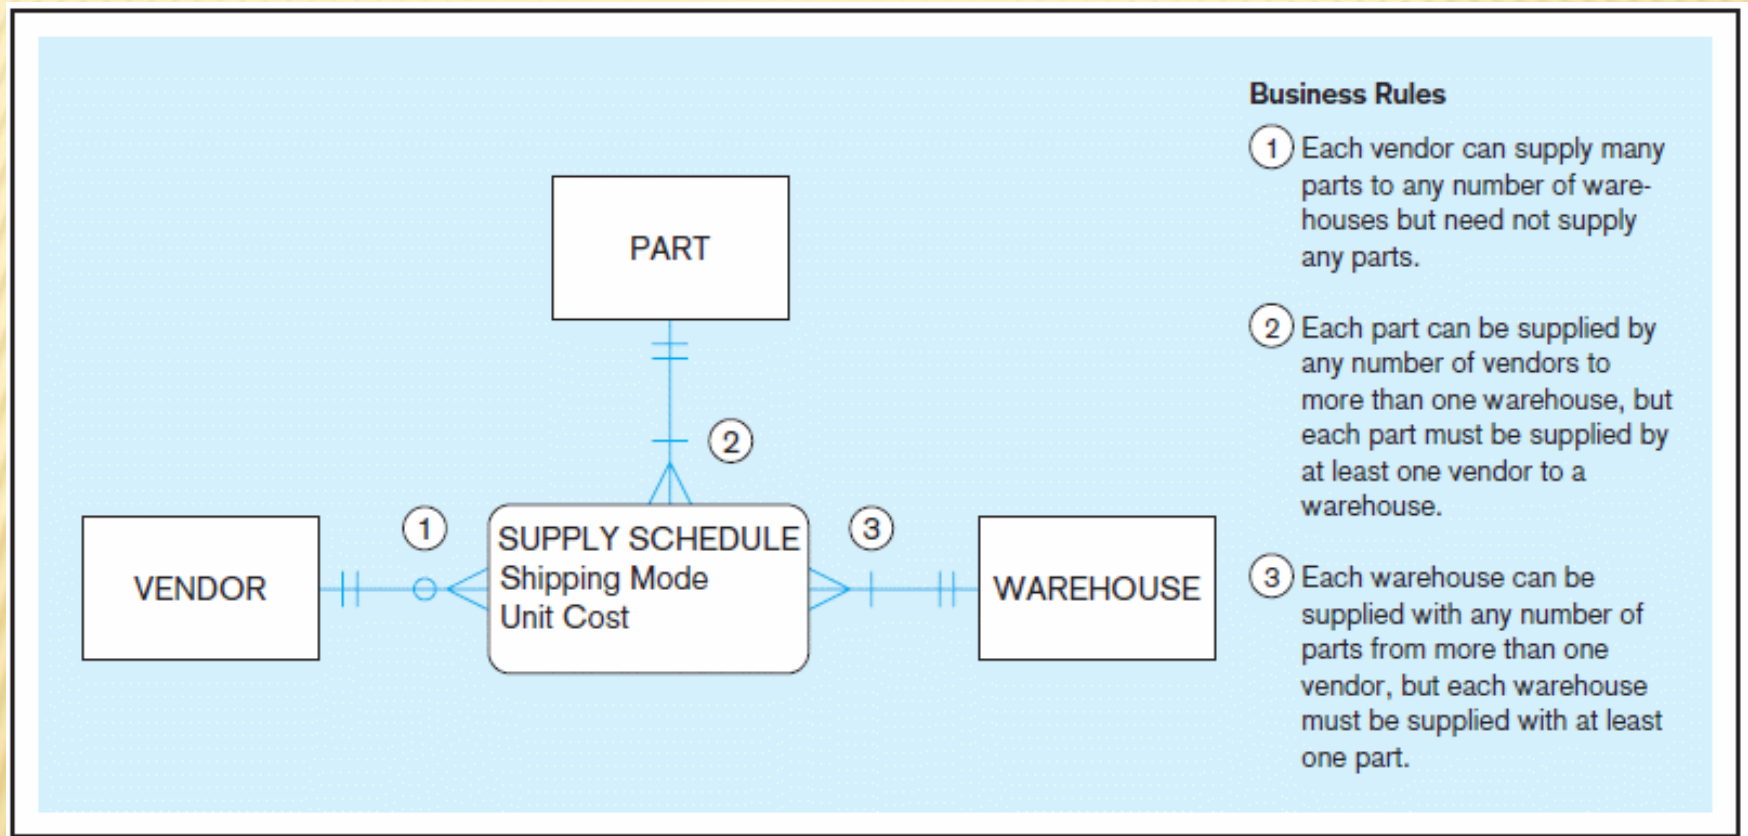 Business Rules
1 Each vendor can supply many
parts to any number of ware-
houses but need not supply
any parts.
2 Each part can be supplied by
any number of vendors to
more than one warehouse, but
each part must be supplied by
at least one vendor to a
warehouse.
3 Each warehouse can be
supplied with any number of
parts from more than one
vendor, but each warehouse
must be supplied with at least
one part.
PART
2
1
3
VENDOR
SUPPLY SCHEDULE
Shipping Mode
Unit Cost
WAREHOUSE